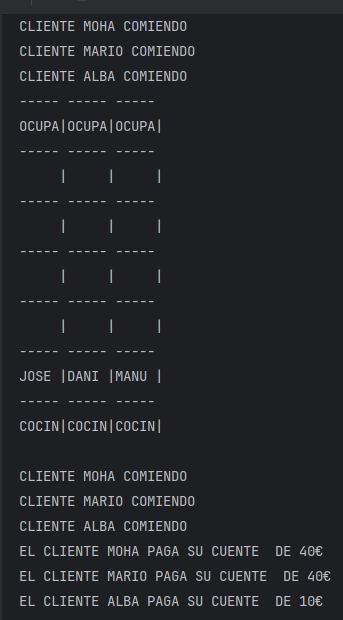 CLIENTE MOHA COMIENDO
CLIENTE MARIO COMIENDO
CLIENTE ALBA COMIENDO
----- ----- -----
OCUPA|OCUPA|OCUPA|
----- ----- -----
     |     |     |
----- ----- -----
     |     |     |
----- ----- -----
     |     |     |
----- ----- -----
     |     |     |
----- ----- -----
JOSE |DANI |MANU |
----- ----- -----
COCIN|COCIN|COCIN|

CLIENTE MOHA COMIENDO
CLIENTE MARIO COMIENDO
CLIENTE ALBA COMIENDO
EL CLIENTE MOHA PAGA SU CUENTE  DE 40€
EL CLIENTE MARIO PAGA SU CUENTE  DE 40€
EL CLIENTE ALBA PAGA SU CUENTE  DE 10€